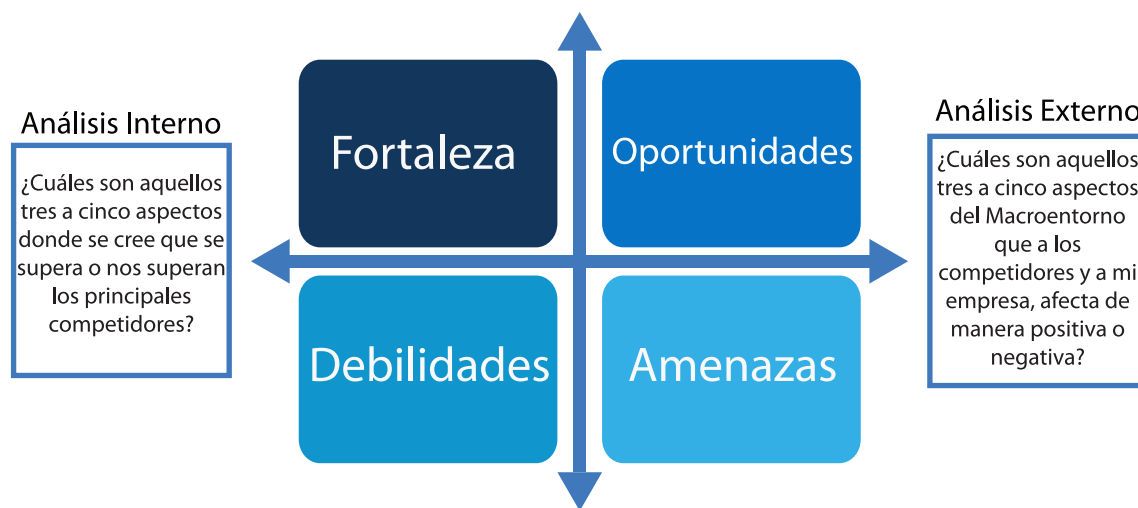 Análisis Interno
¿Cuáles son aquellos
tres a cinco aspectos
donde se cree que se
supera o nos superan
los principales
competidores?
Fortaleza
Oportunidades
Debilidades
Amenazas
Análisis Externo
¿Cuáles son aquellos
tres a cinco aspectos
del Macroentorno
que a los
competidores y a mi
empresa, afecta de
manera positiva o
negativa?